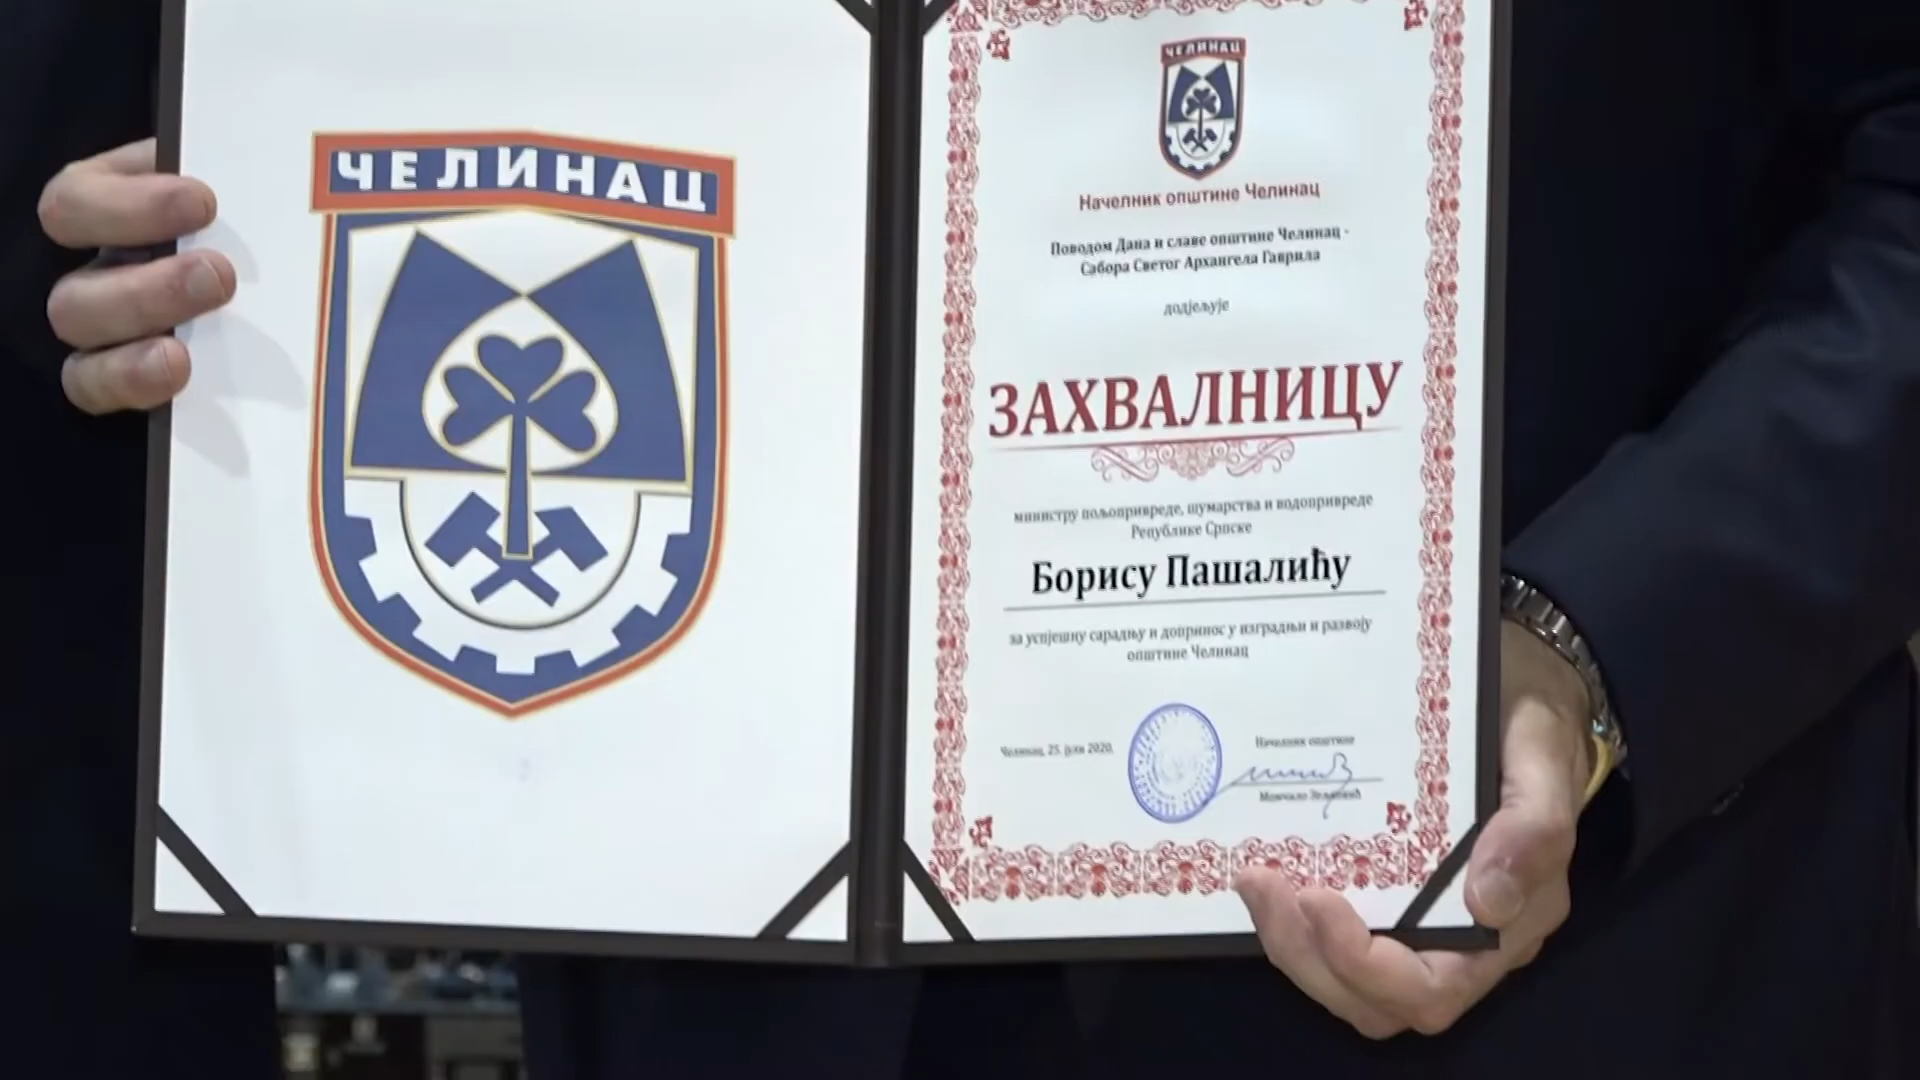 ЧЕЛИНАЦ
ЧЕЛИНАЦ
Начелник општине Челинац
Поводом Дана и славе општине Челинац -
Сабора Светог Архангела Гаврила
додјељује
ЗАХВАЛНИЦУ
министру пољопривреде, шумарства и водопривреде
Републике Српске
Борису Пашалићу
за успјешну сарадњу и допринос у изградњи и развоју
општине Челинац
Челинац, 25. јули 2020.
Начелник општине
Момчило Зељковић